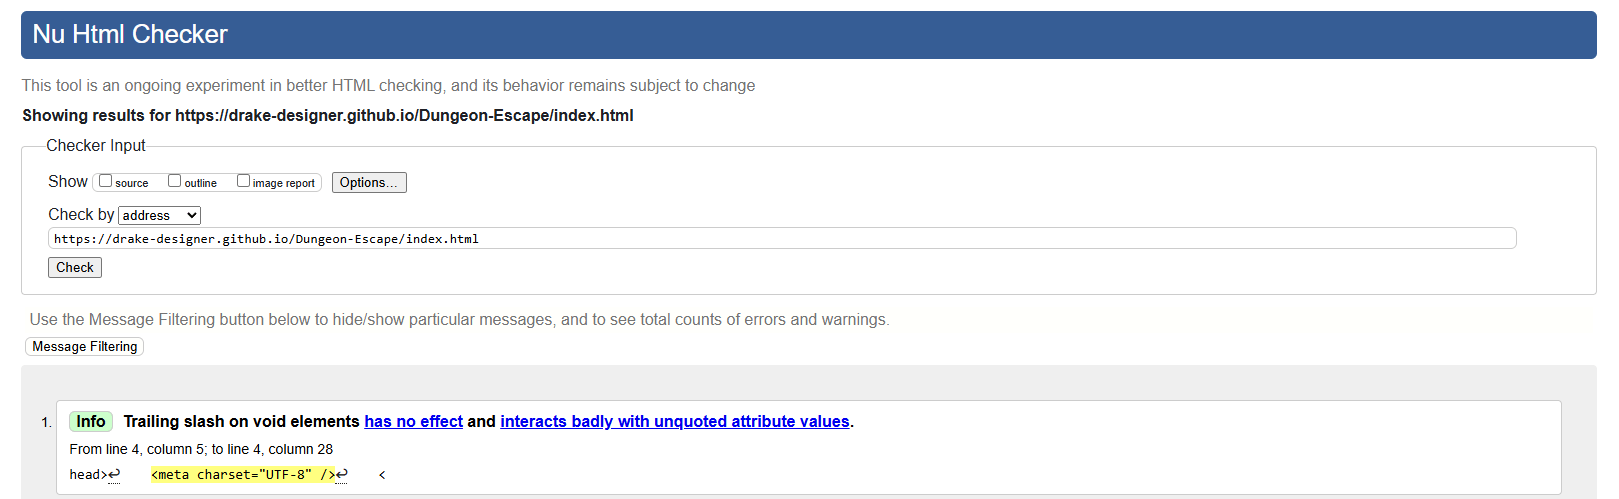 Nu Html Checker
This tool is an ongoing experiment in better HTML checking, and its behavior remains subject to change
Showing results for https://drake-designer.github.io/Dungeon-Escape/index.html
Checker Input
Show source outline image report Options...
Check by address
https://drake-designer.github.io/Dungeon-Escape/index.html
Check
Use the Message Filtering button below to hide/show particular messages, and to see total counts of errors and warnings.
Message Filtering
1. Info Trailing slash on void elements has no effect and interacts badly with unquoted attribute values.
From line 4, column 5; to line 4, column 28
head>↩ <meta charset="UTF-8" />↩ <